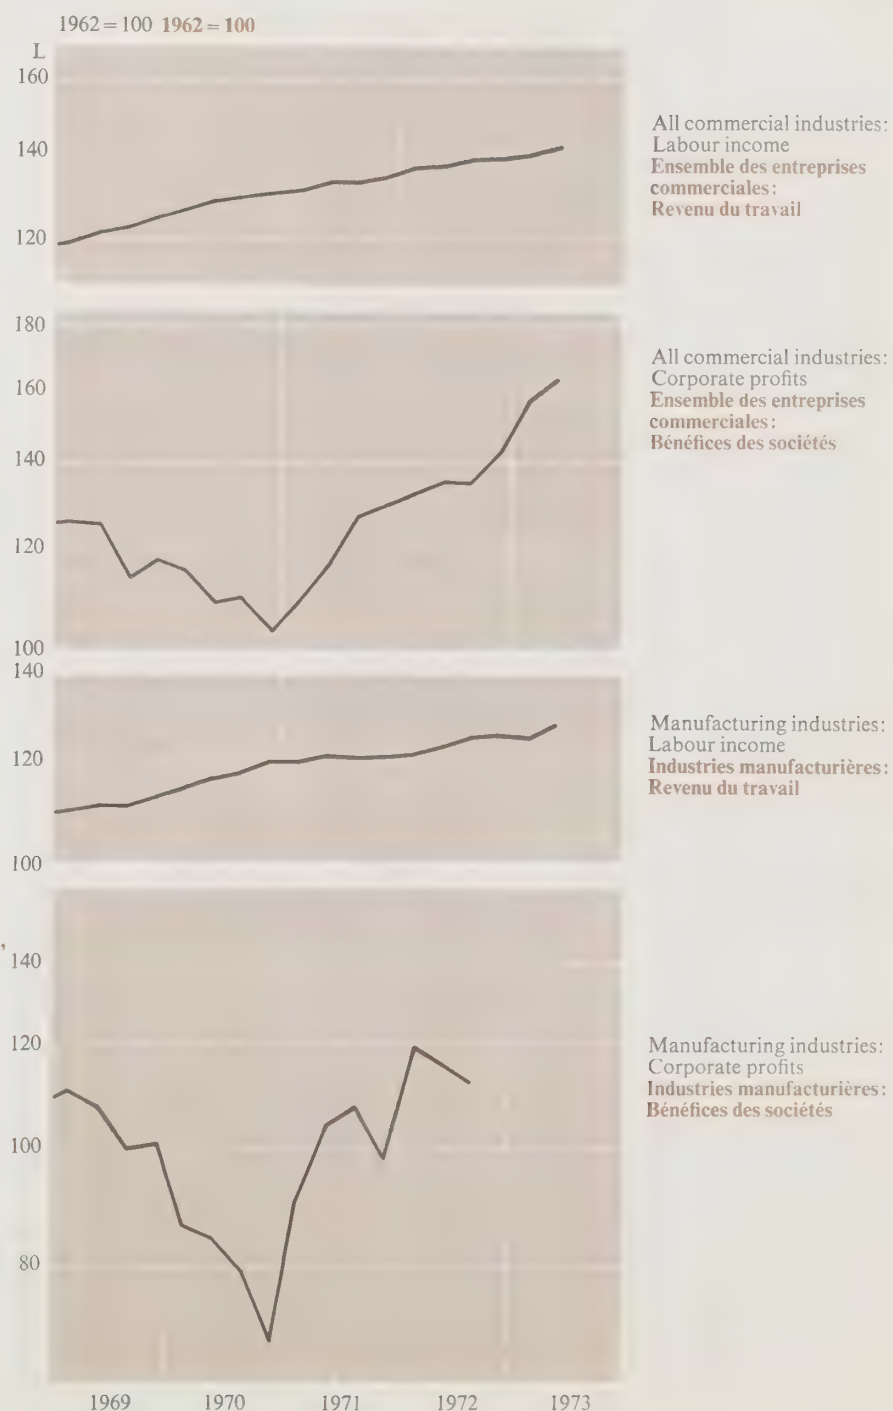 1962 = 100 1962 = 100
L
160
140
120
All commercial industries:
Labour income
Ensemble des entreprises
commerciales:
Revenu du travail
180
160
140
120
100
All commercial industries:
Corporate profits
Ensemble des entreprises
commerciales:
Bénéfices des sociétés
140
120
100
Manufacturing industries:
Labour income
Industries manufacturières:
Revenu du travail
,
140
120
100
80
Manufacturing industries:
Corporate profits
Industries manufacturières:
Bénéfices des sociétés
1969 1970 1971 1972 1973